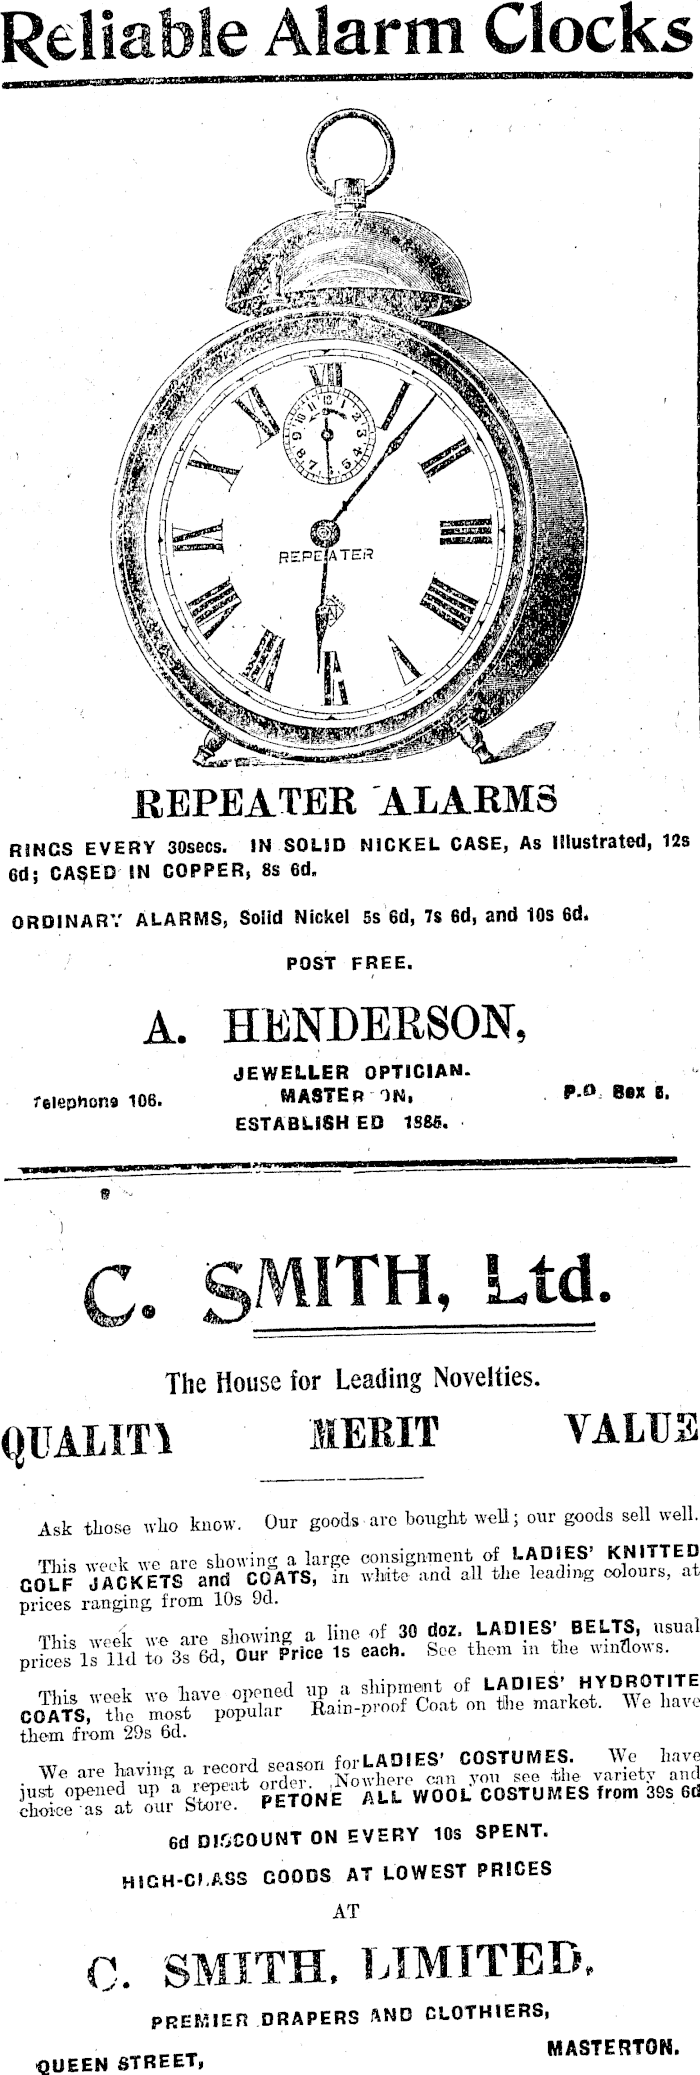 Reliable Alarm Clocks
REPEATER
REPEATER ALARMS
RINGS EVERY 30secs. IN SOLID NICKEL CASE, As Illustrated, 12s
6d; CASED IN COPPER, 8s 6d.
ORDINARY ALARMS, Solid Nickel 5s 6d, 7s 6d, and 10s 6d.
POST FREE.
A. HENDERSON,
JEWELLER OPTICIAN.
Telephone 106. MASTERTON, P.O. Box 5.
ESTABLISHED 1885.
C. SMITH, Ltd.
The House for Leading Novelties.
QUALITY MERIT VALUE
Ask those who know. Our goods are bought well; our goods sell well.
This week we are showing a large consignment of LADIES' KNITTED
GOLF JACKETS and COATS, in white and all the leading colours, at
prices ranging from 10s 9d.
This week we are showing a line of 30 doz. LADIES' BELTS, usual
prices 1s 11d to 3s 6d, Our Price 1s each. See them in the windows.
This week we have opened up a shipment of LADIES' HYDROTITE
COATS, the most popular Rain-proof Coat on the market. We have
them from 29s 6d.
We are having a record season for LADIES' COSTUMES. We have
just opened up a repeat order. Nowhere can you see the variety and
choice as at our Store. PETONE ALL WOOL COSTUMES from 39s 6d
6d DISCOUNT ON EVERY 10s SPENT.
HIGH-CLASS GOODS AT LOWEST PRICES
AT
C. SMITH, LIMITED,
PREMIER DRAPERS AND CLOTHIERS,
QUEEN STREET, MASTERTON.